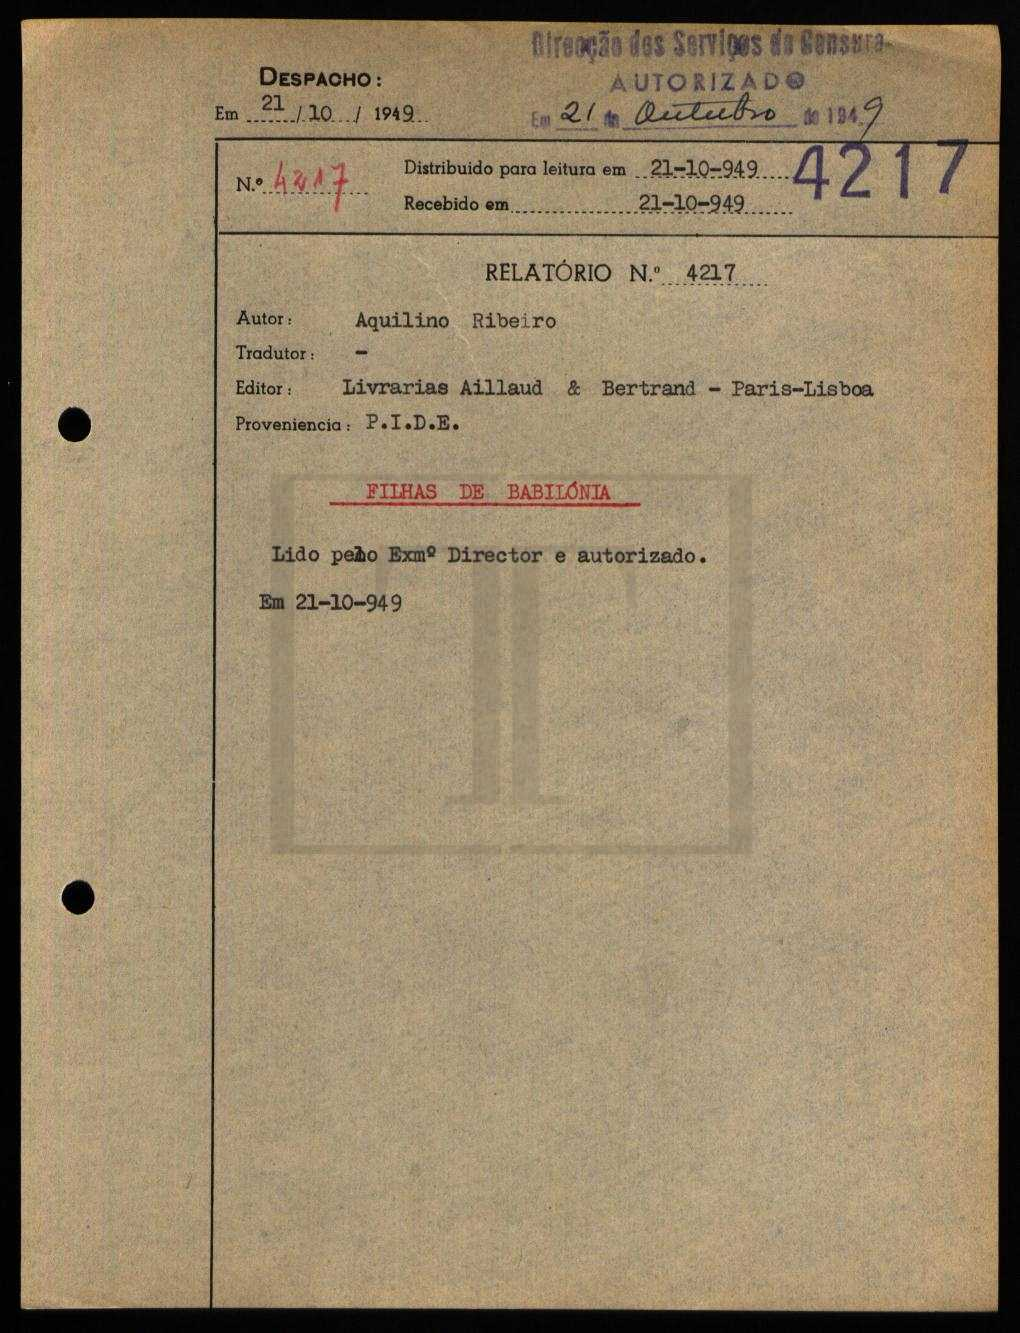 Direcção dos Serviços de Censura
AUTORIZADO
Em 21 de Outubro de 1949
DESPACHO:
Em 21/10/1949
N.º 4217
Distribuido para leitura em 21-10-949
4217
Recebido em 21-10-949
RELATÓRIO N.º 4217
Autor: Aquilino Ribeiro
Tradutor: -
Editor: Livrarias Aillaud & Bertrand - Paris-Lisboa
Proveniencia: P.I.D.E.
FILHAS DE BABILÓNIA
Lido pelo Exmº Director e autorizado.
Em 21-10-949